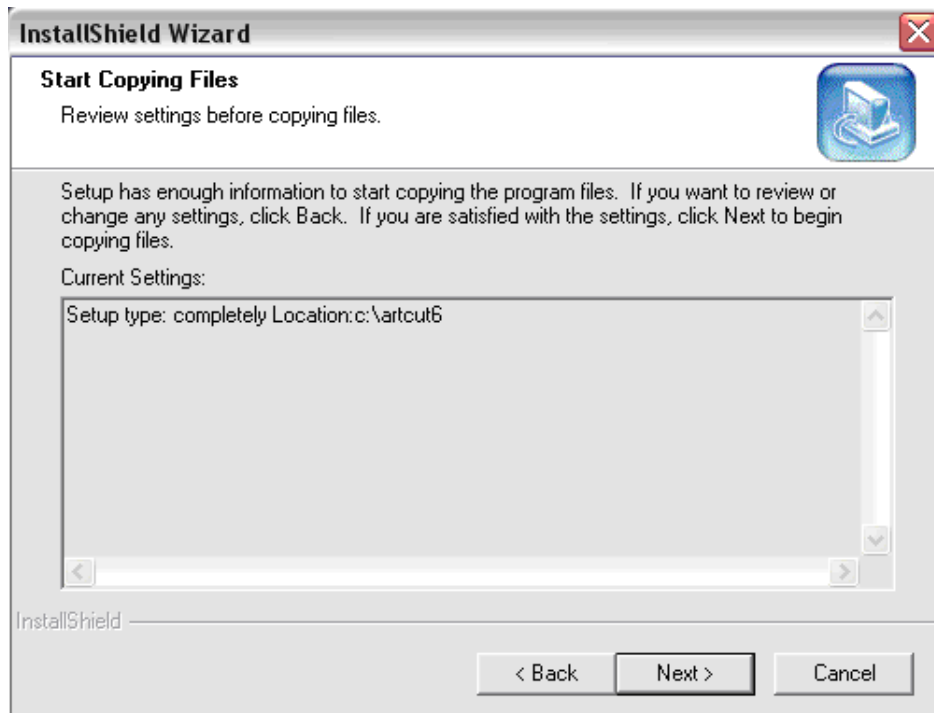 InstallShield Wizard
Start Copying Files
Review settings before copying files.
Setup has enough information to start copying the program files.  If you want to review or
change any settings, click Back.  If you are satisfied with the settings, click Next to begin
copying files.
Current Settings:
Setup type: completely Location:c:\artcut6
InstallShield
< Back
Next >
Cancel